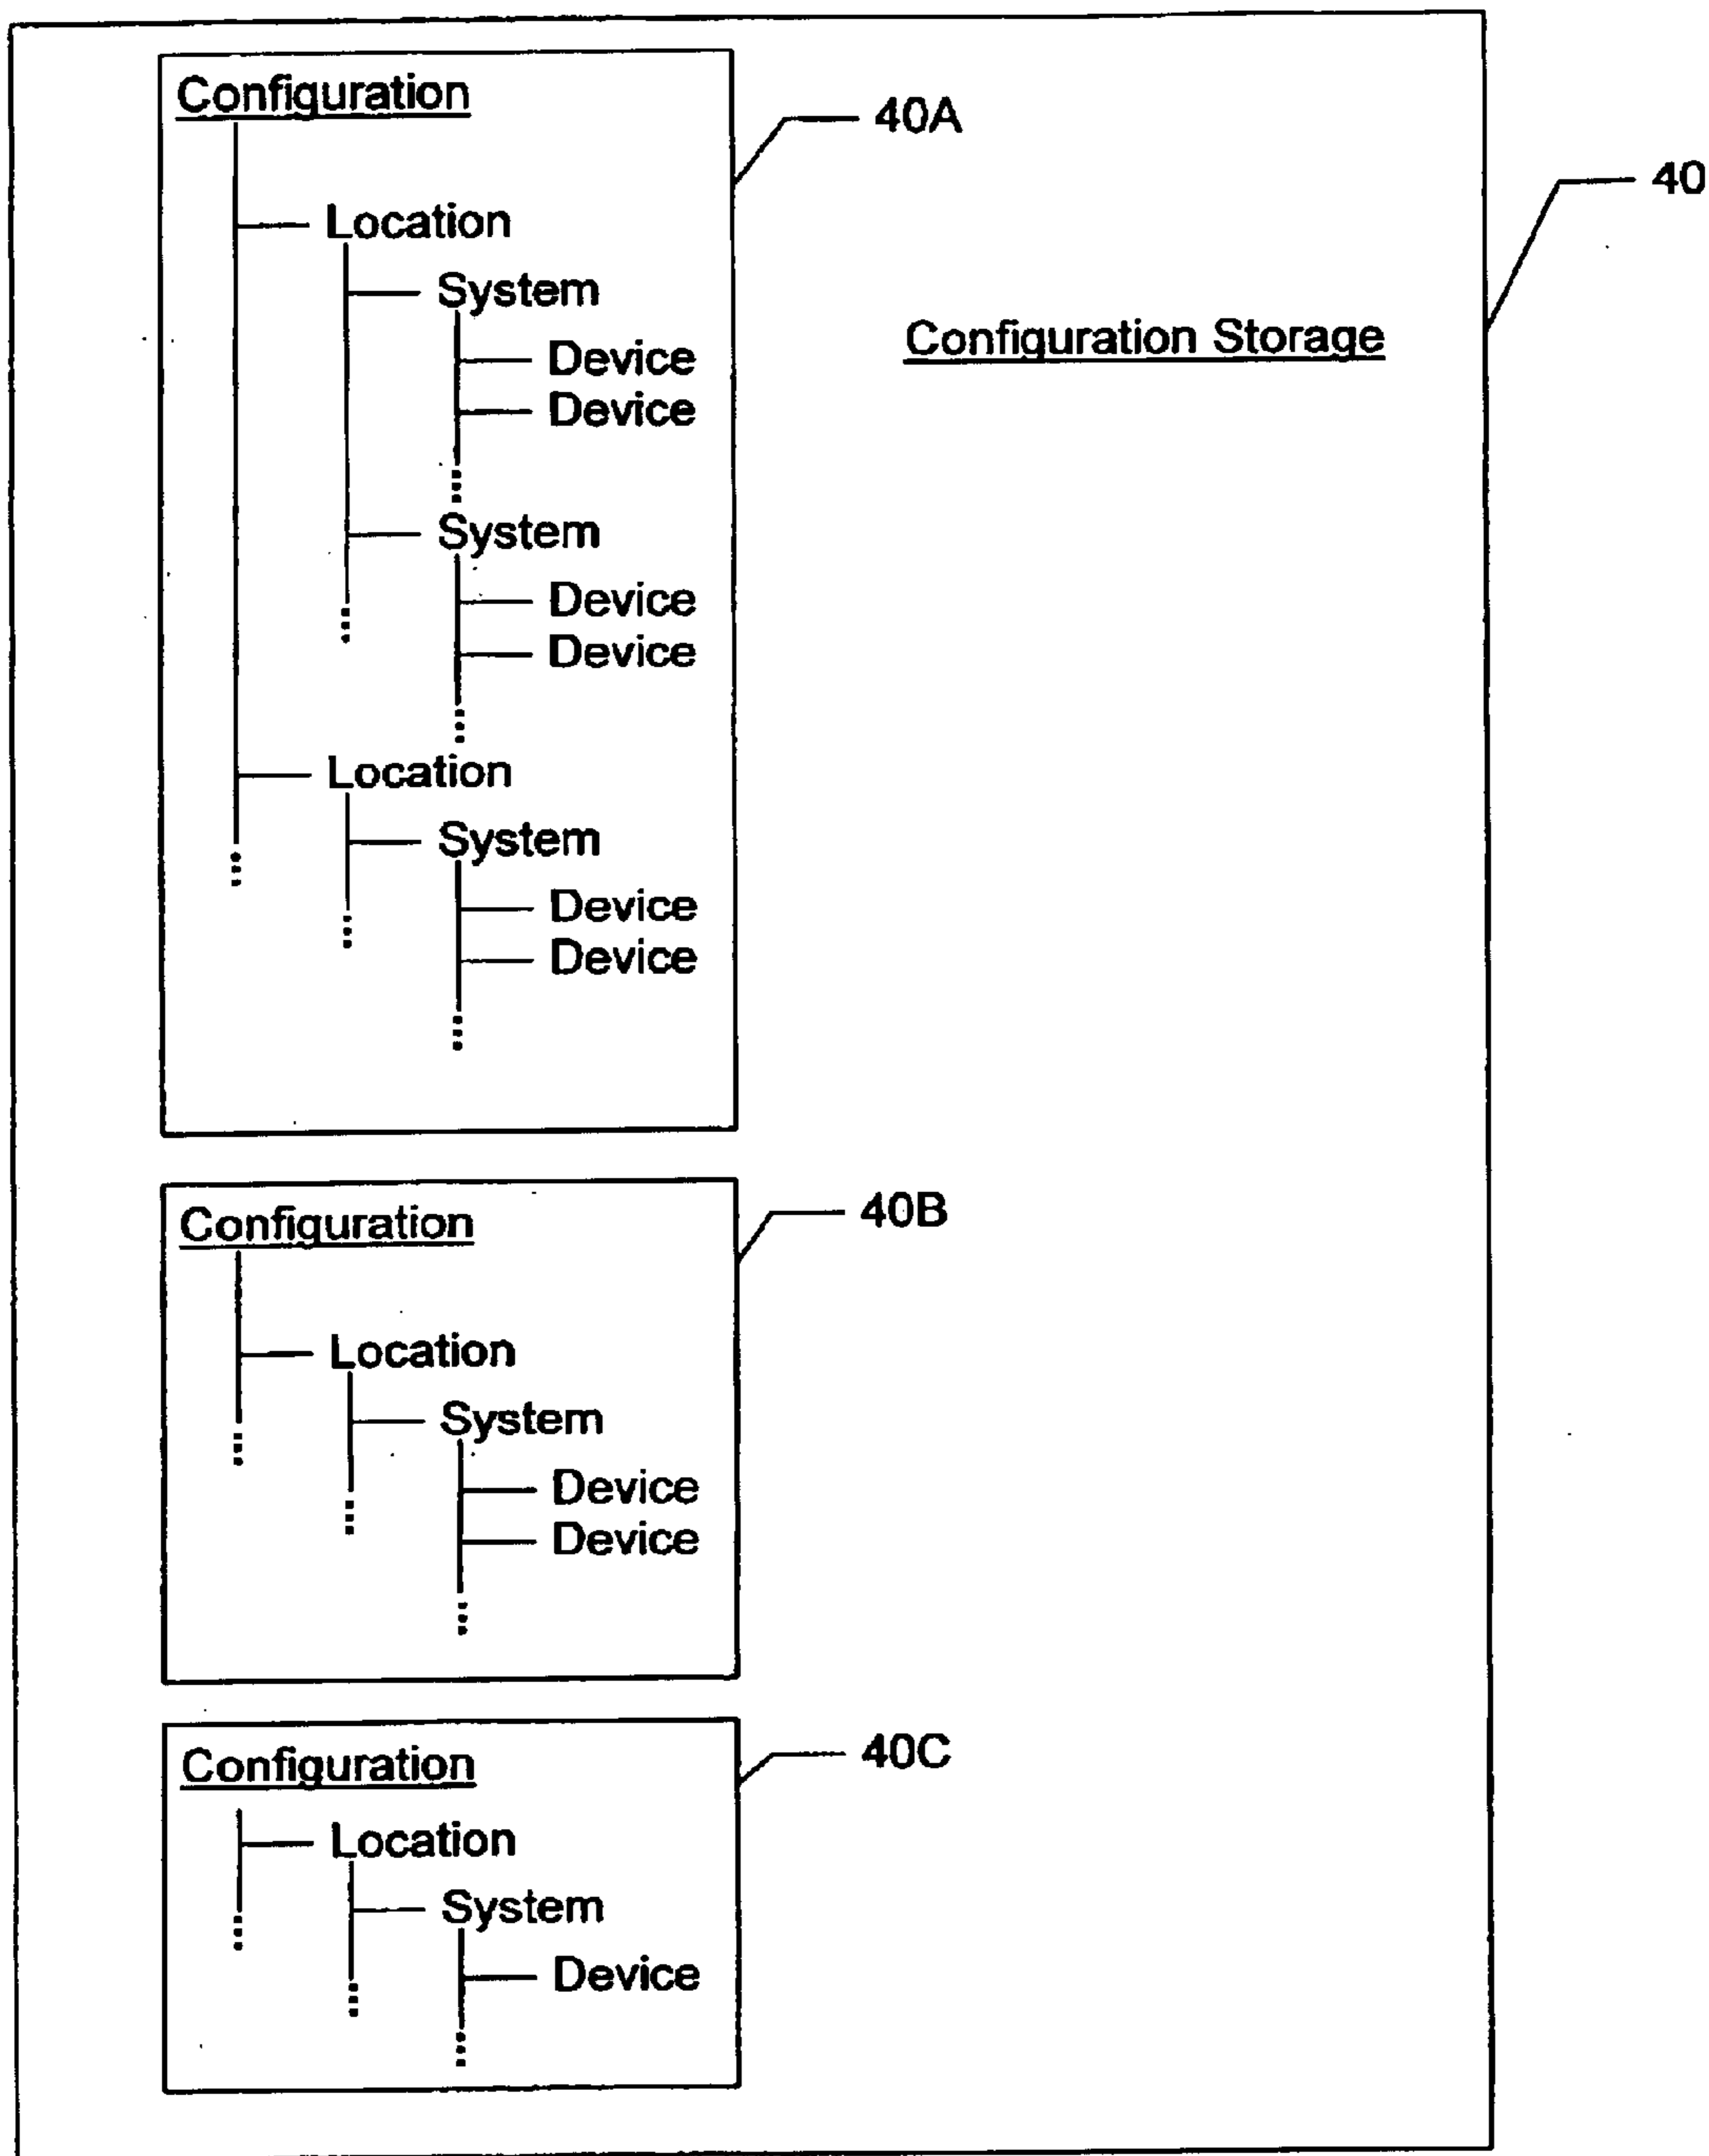 Configuration
40A
Location
40
System
Configuration Storage
Device
Device
...
System
Device
Device
...
...
Location
System
...
Device
...
Device
...
Configuration
40B
Location
System
...
Device
...
Device
...
Configuration
40C
Location
System
...
Device
...
...